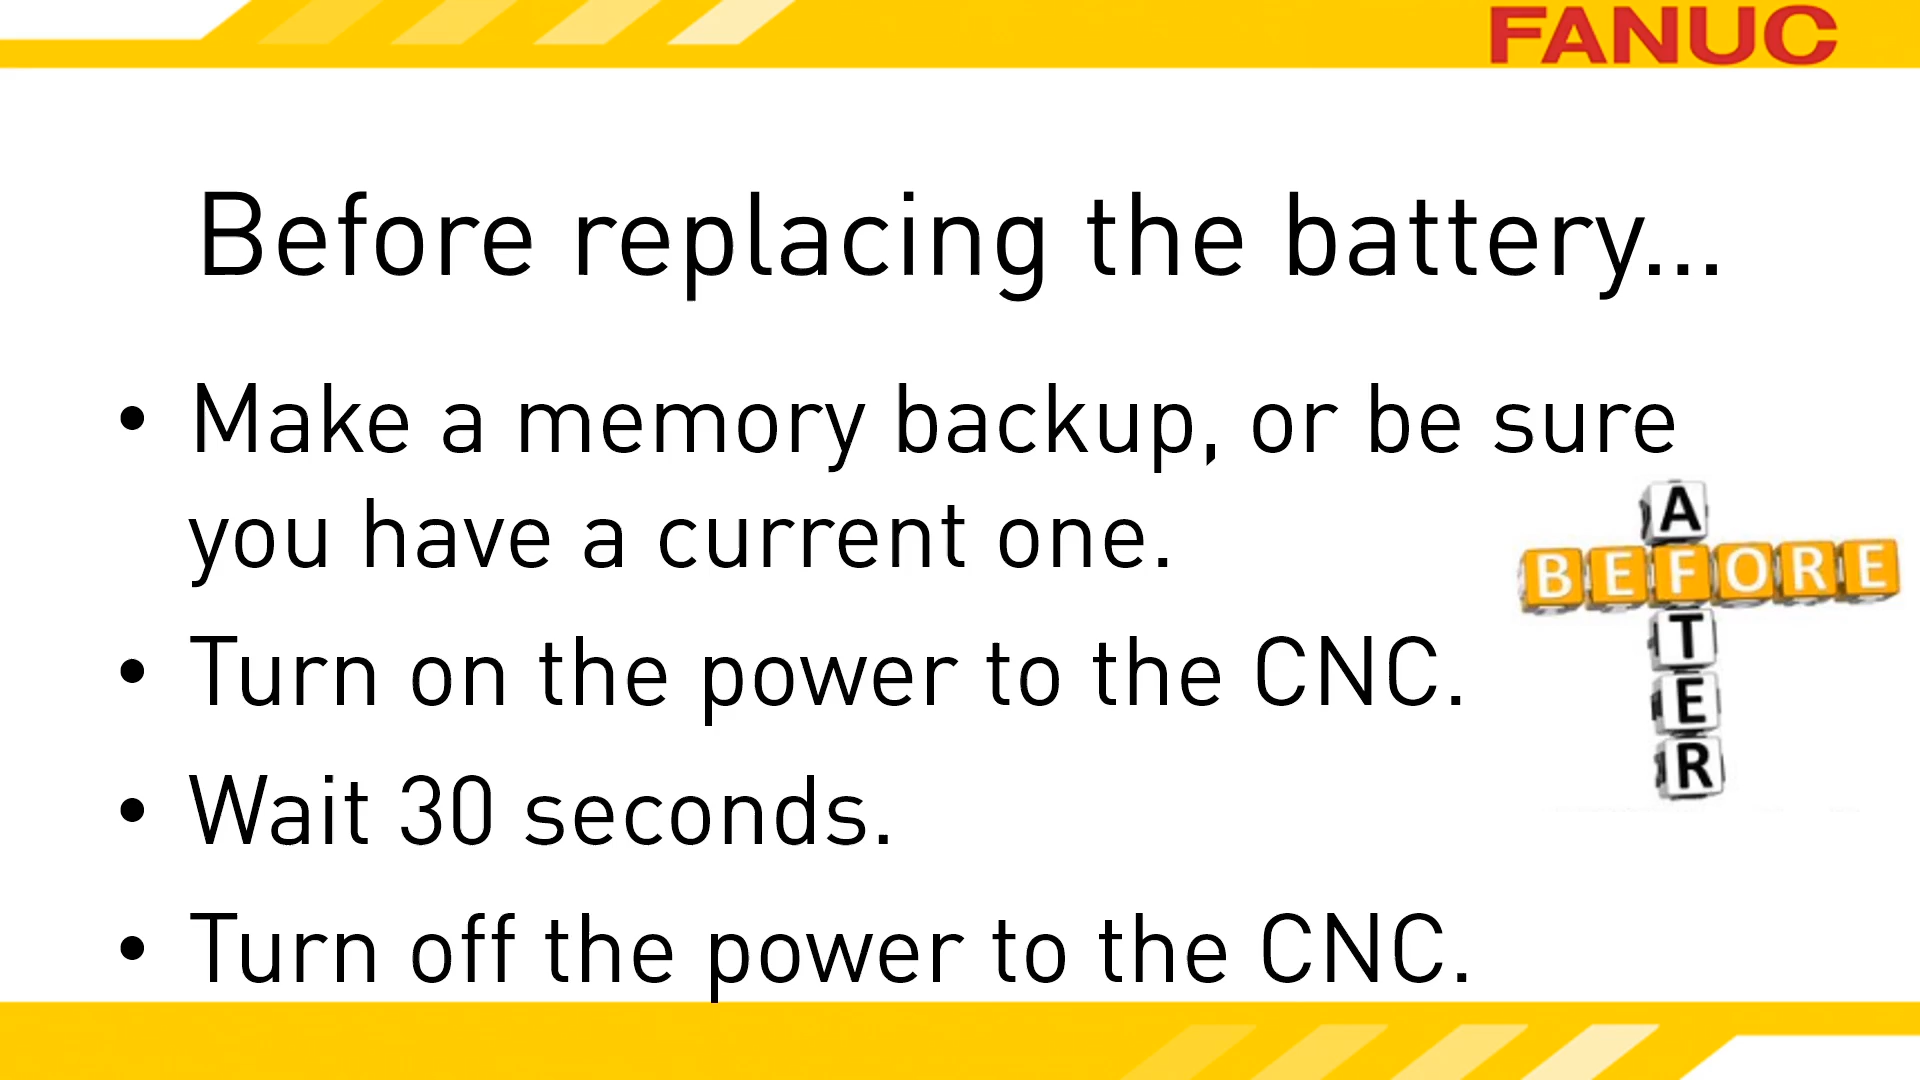 FANUC
Before replacing the battery...
• Make a memory backup, or be sure
you have a current one.
• Turn on the power to the CNC.
• Wait 30 seconds.
• Turn off the power to the CNC.
BEFORE
AFTER